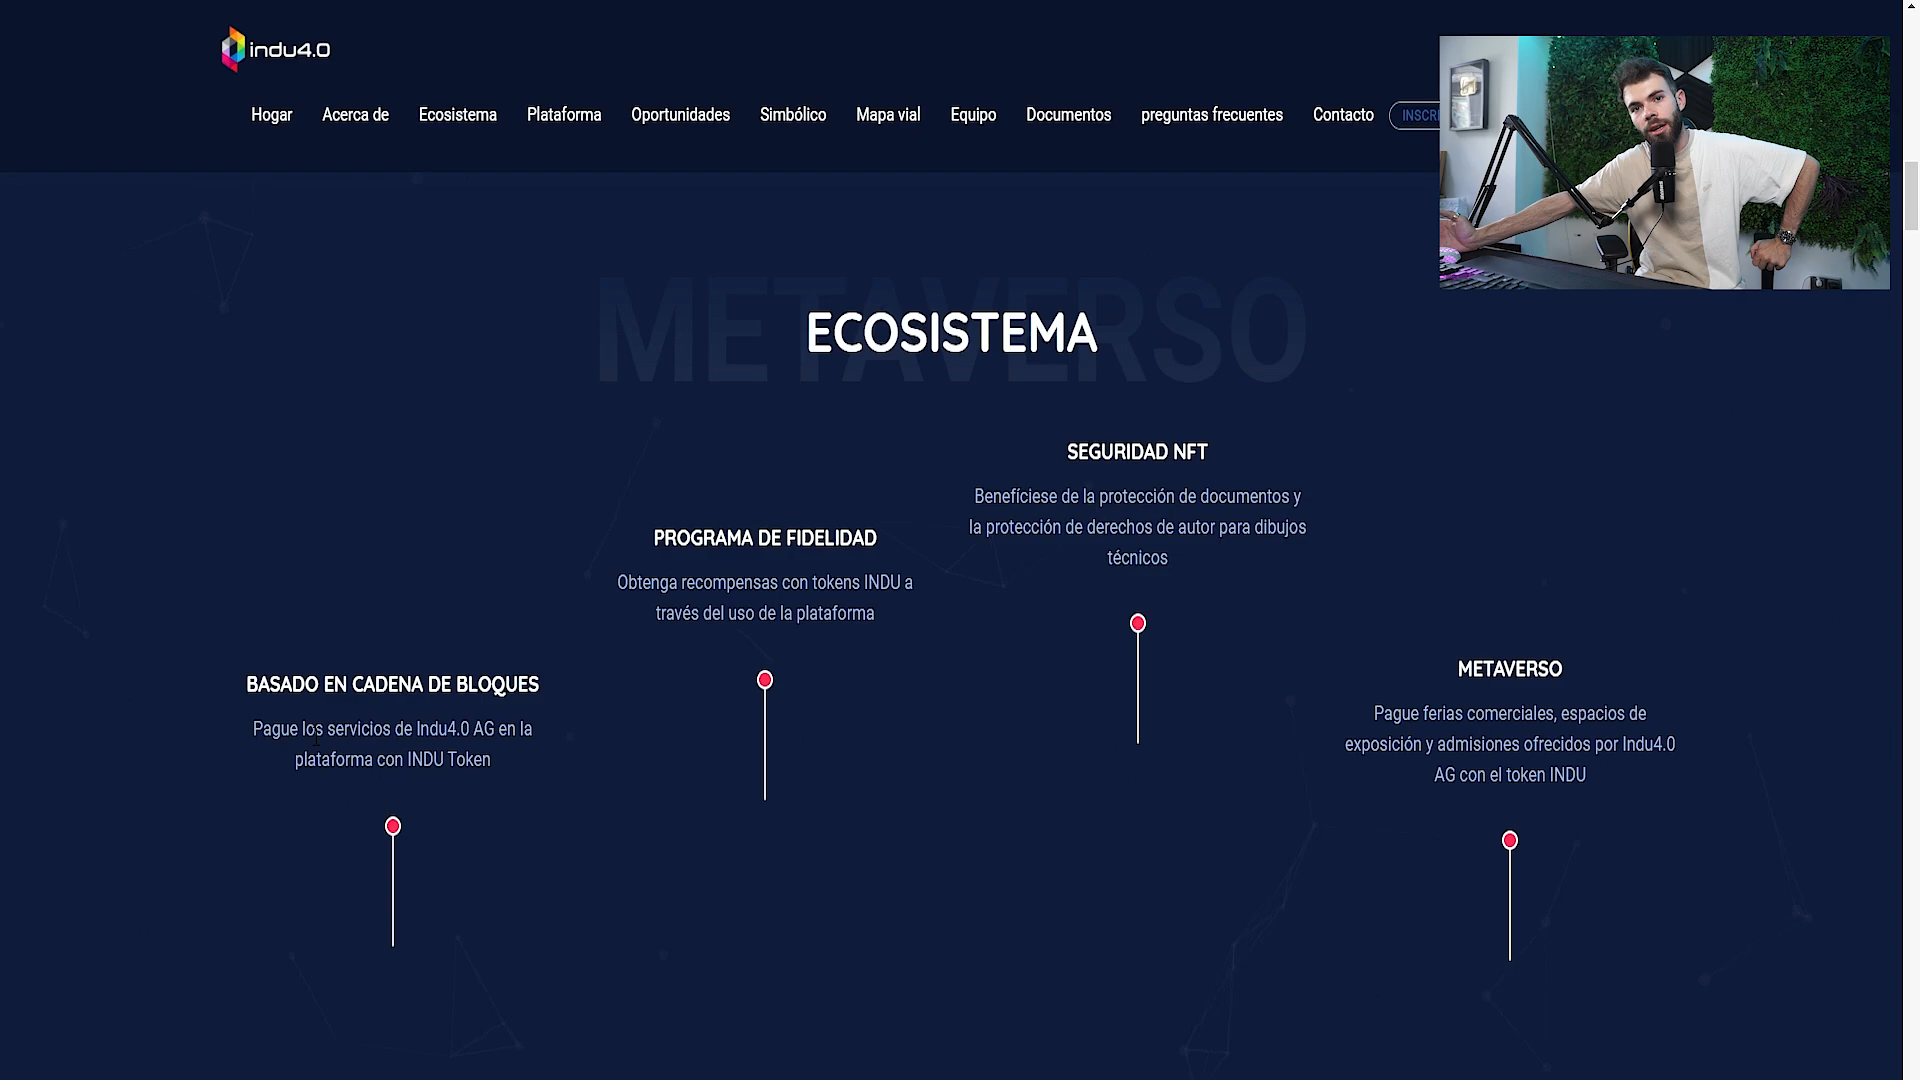 indu4.0
Hogar Acerca de Ecosistema Plataforma Oportunidades Simbólico Mapa vial Equipo Documentos preguntas frecuentes Contacto
METAVERSO
ECOSISTEMA
SEGURIDAD NFT
Benefíciese de la protección de documentos y
la protección de derechos de autor para dibujos
técnicos
PROGRAMA DE FIDELIDAD
Obtenga recompensas con tokens INDU a
través del uso de la plataforma
BASADO EN CADENA DE BLOQUES
Pague los servicios de Indu4.0 AG en la
plataforma con INDU Token
METAVERSO
Pague ferias comerciales, espacios de
exposición y admisiones ofrecidos por Indu4.0
AG con el token INDU